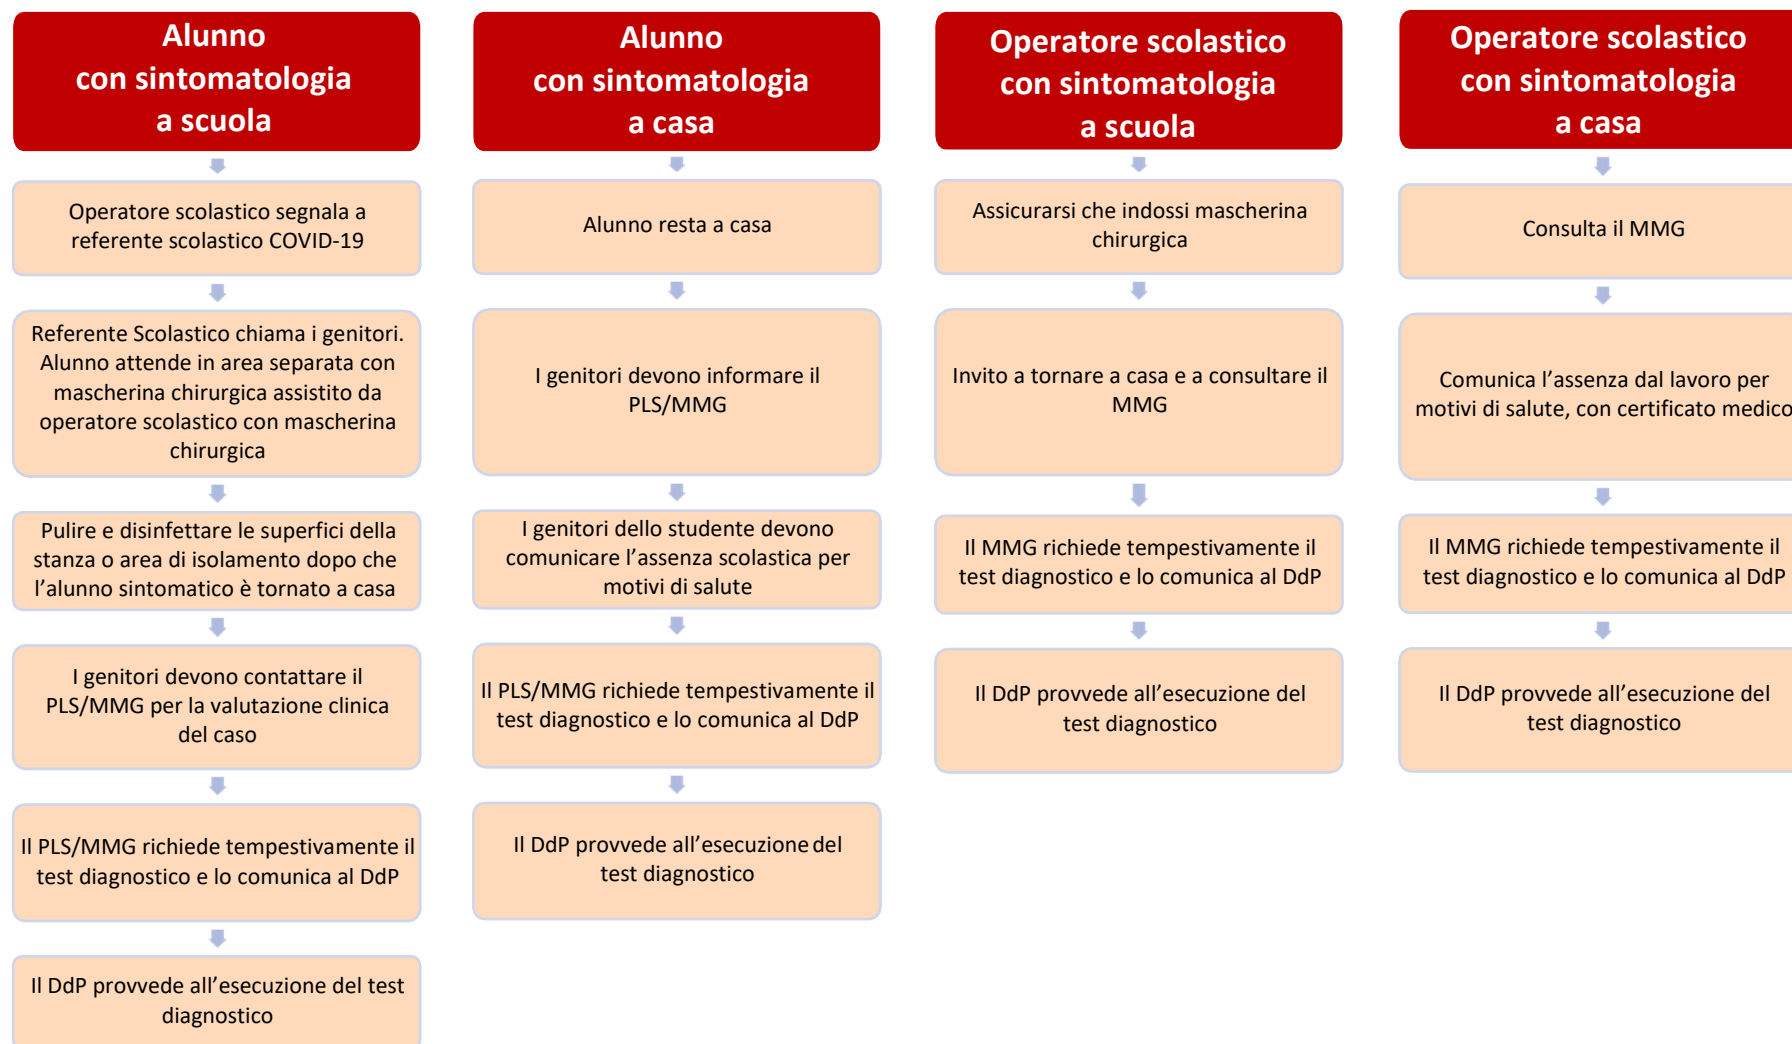 Alunno
con sintomatologia
a scuola
Operatore scolastico segnala a
referente scolastico COVID-19
Referente Scolastico chiama i genitori.
Alunno attende in area separata con
mascherina chirurgica assistito da
operatore scolastico con mascherina
chirurgica
Pulire e disinfettare le superfici della
stanza o area di isolamento dopo che
l’alunno sintomatico è tornato a casa
I genitori devono contattare il
PLS/MMG per la valutazione clinica
del caso
Il PLS/MMG richiede tempestivamente il
test diagnostico e lo comunica al DdP
Il DdP provvede all’esecuzione del test
diagnostico
Alunno
con sintomatologia
a casa
Alunno resta a casa
I genitori devono informare il
PLS/MMG
I genitori dello studente devono
comunicare l’assenza scolastica per
motivi di salute
Il PLS/MMG richiede tempestivamente il
test diagnostico e lo comunica al DdP
Il DdP provvede all’esecuzione del
test diagnostico
Operatore scolastico
con sintomatologia
a scuola
Assicurarsi che indossi mascherina
chirurgica
Invito a tornare a casa e a consultare il
MMG
Il MMG richiede tempestivamente il
test diagnostico e lo comunica al DdP
Il DdP provvede all’esecuzione del
test diagnostico
Operatore scolastico
con sintomatologia
a casa
Consulta il MMG
Comunica l’assenza dal lavoro per
motivi di salute, con certificato medico
Il MMG richiede tempestivamente il
test diagnostico e lo comunica al DdP
Il DdP provvede all’esecuzione del
test diagnostico